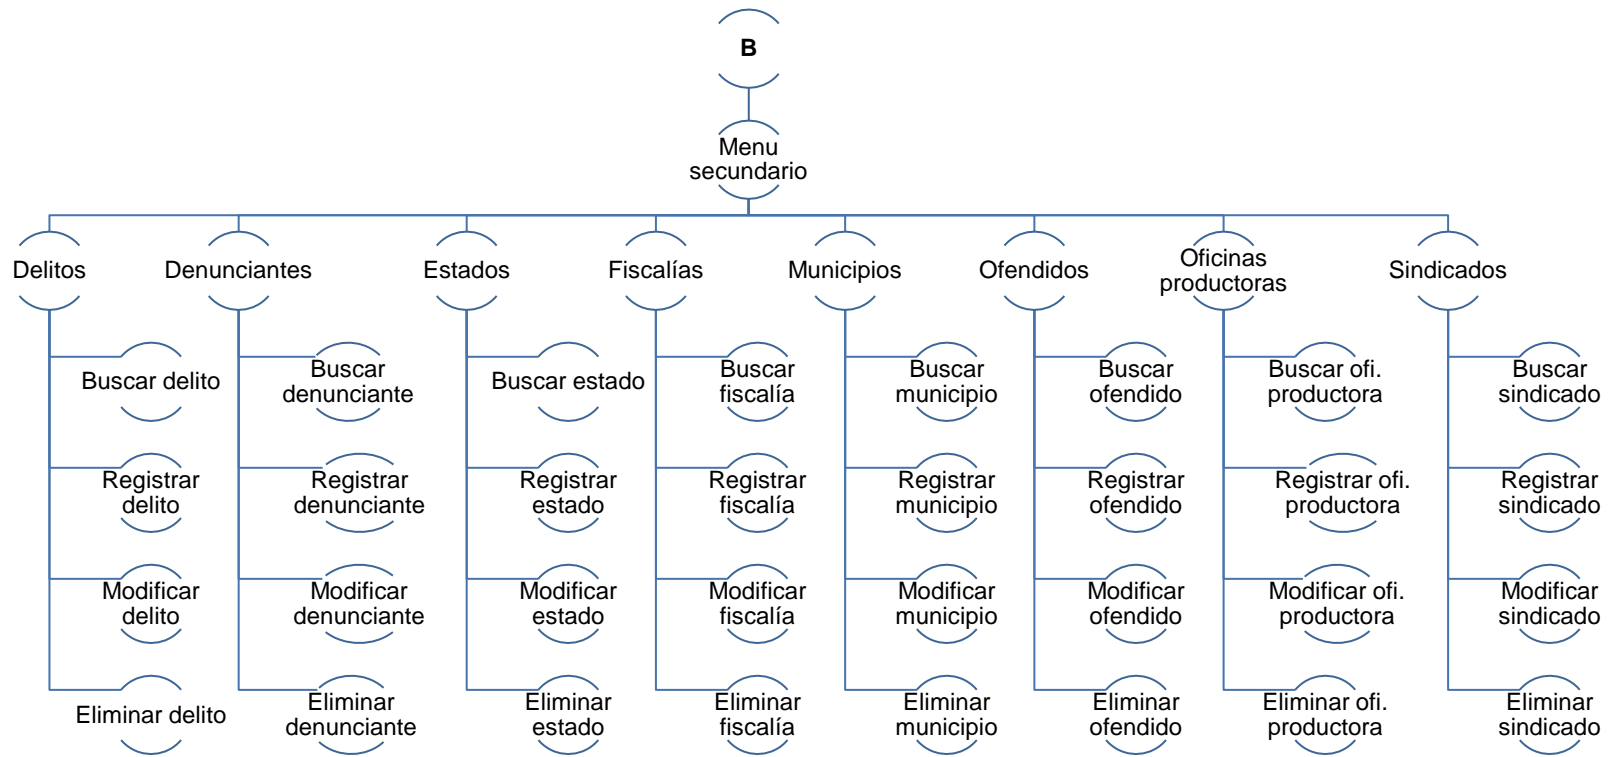 B
Menu
secundario
Delitos
Denunciantes
Estados
Fiscalías
Municipios
Ofendidos
Oficinas
productoras
Sindicados
Buscar delito
Buscar
denunciante
Buscar estado
Buscar
fiscalía
Buscar
municipio
Buscar
ofendido
Buscar ofi.
productora
Buscar
sindicado
Registrar
delito
Registrar
denunciante
Registrar
estado
Registrar
fiscalía
Registrar
municipio
Registrar
ofendido
Registrar ofi.
productora
Registrar
sindicado
Modificar
delito
Modificar
denunciante
Modificar
estado
Modificar
fiscalía
Modificar
municipio
Modificar
ofendido
Modificar ofi.
productora
Modificar
sindicado
Eliminar delito
Eliminar
denunciante
Eliminar
estado
Eliminar
fiscalía
Eliminar
municipio
Eliminar
ofendido
Eliminar ofi.
productora
Eliminar
sindicado